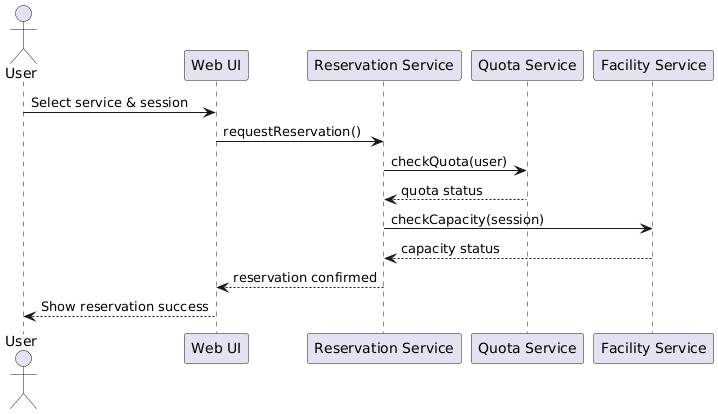 User
Web UI
Reservation Service
Quota Service
Facility Service
Select service & session
requestReservation()
checkQuota(user)
quota status
checkCapacity(session)
capacity status
reservation confirmed
Show reservation success
User
Web UI
Reservation Service
Quota Service
Facility Service